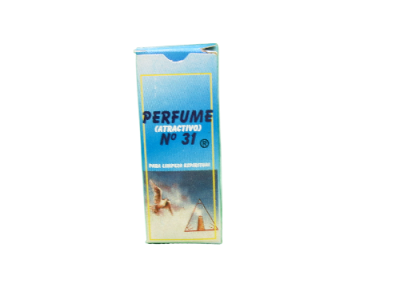 PERFUME
(ATRACTIVO)
Nº 31 ®
PARA LIMPIEZA ESPIRITUAL